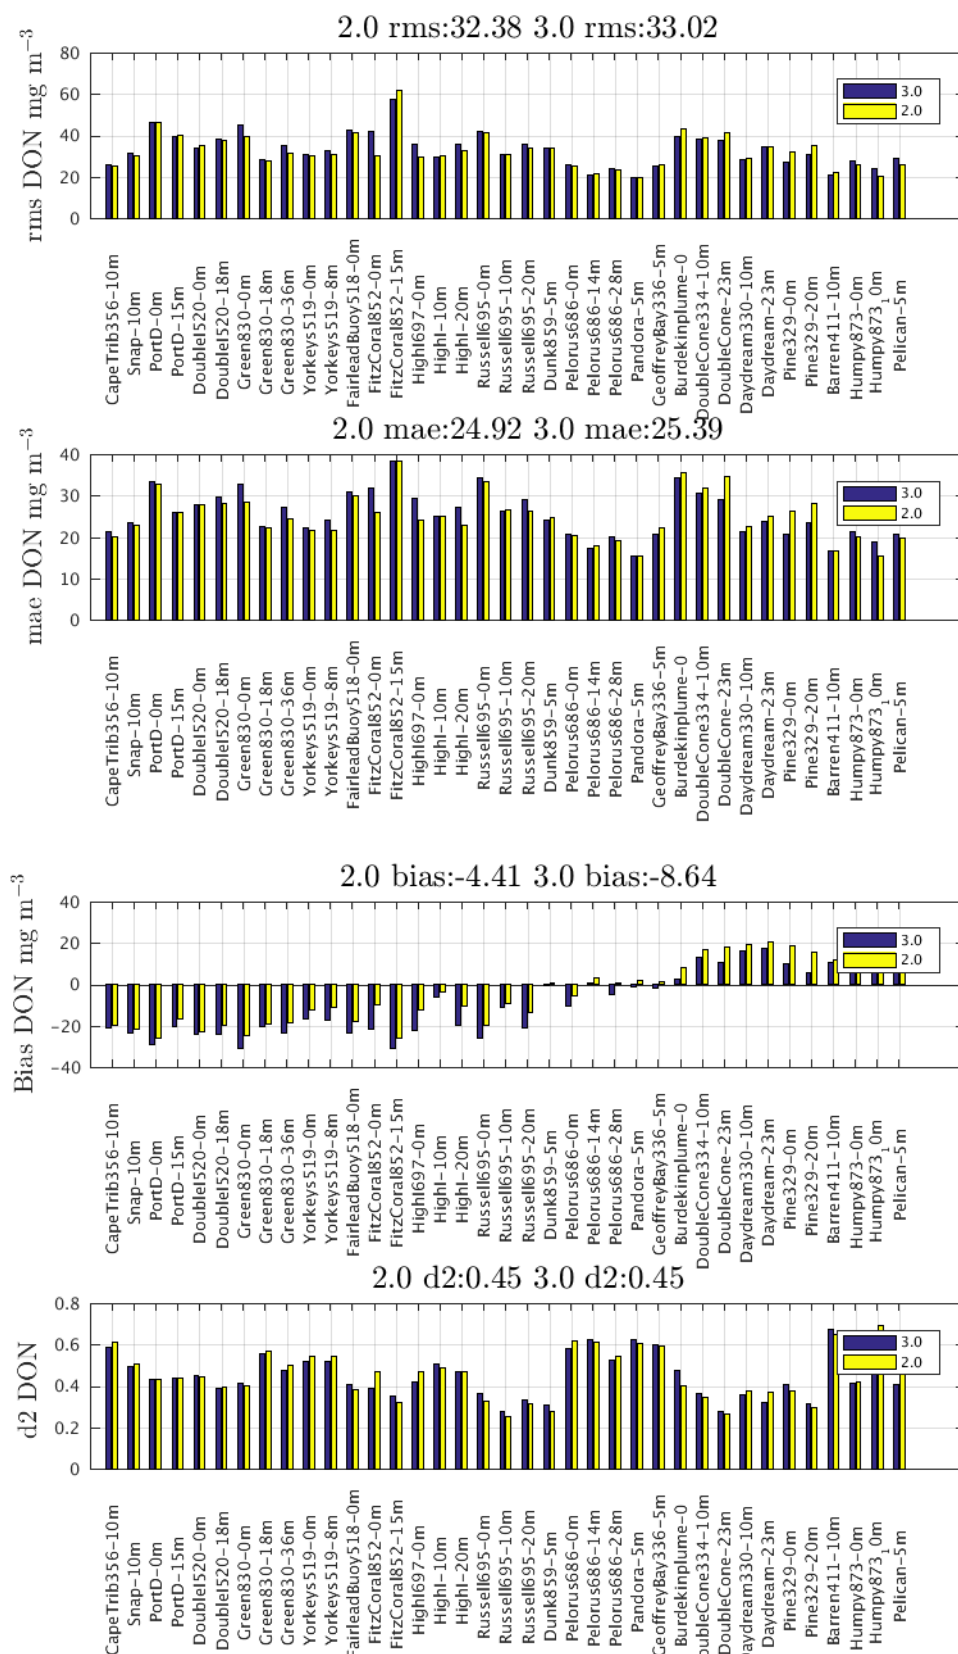 2.0 rms:32.38 3.0 rms:33.02
rms DON mg m−3
80
60
40
20
0
3.0
2.0
CapeTrib356-10m
Snap-10m
PortD-0m
PortD-15m
DoubleI520-0m
DoubleI520-18m
Green830-0m
Green830-18m
Green830-36m
Yorkeys519-0m
Yorkeys519-8m
FairleadBuoy518-0m
FitzCoral852-0m
FitzCoral852-15m
HighI697-0m
HighI-10m
HighI-20m
Russell695-0m
Russell695-10m
Russell695-20m
Dunk859-5m
Pelorus686-0m
Pelorus686-14m
Pelorus686-28m
Pandora-5m
GeoffreyBay336-5m
Burdekinplume-0
DoubleCone334-10m
DoubleCone-23m
Daydream330-10m
Daydream-23m
Pine329-0m
Pine329-20m
Barren411-10m
Humpy873-0m
Humpy873₁0m
Pelican-5m
2.0 mae:24.92 3.0 mae:25.39
mae DON mg m−3
40
30
20
10
0
3.0
2.0
CapeTrib356-10m
Snap-10m
PortD-0m
PortD-15m
DoubleI520-0m
DoubleI520-18m
Green830-0m
Green830-18m
Green830-36m
Yorkeys519-0m
Yorkeys519-8m
FairleadBuoy518-0m
FitzCoral852-0m
FitzCoral852-15m
HighI697-0m
HighI-10m
HighI-20m
Russell695-0m
Russell695-10m
Russell695-20m
Dunk859-5m
Pelorus686-0m
Pelorus686-14m
Pelorus686-28m
Pandora-5m
GeoffreyBay336-5m
Burdekinplume-0
DoubleCone334-10m
DoubleCone-23m
Daydream330-10m
Daydream-23m
Pine329-0m
Pine329-20m
Barren411-10m
Humpy873-0m
Humpy873₁0m
Pelican-5m
2.0 bias:-4.41 3.0 bias:-8.64
Bias DON mg m−3
40
20
0
−20
−40
3.0
2.0
CapeTrib356-10m
Snap-10m
PortD-0m
PortD-15m
DoubleI520-0m
DoubleI520-18m
Green830-0m
Green830-18m
Green830-36m
Yorkeys519-0m
Yorkeys519-8m
FairleadBuoy518-0m
FitzCoral852-0m
FitzCoral852-15m
HighI697-0m
HighI-10m
HighI-20m
Russell695-0m
Russell695-10m
Russell695-20m
Dunk859-5m
Pelorus686-0m
Pelorus686-14m
Pelorus686-28m
Pandora-5m
GeoffreyBay336-5m
Burdekinplume-0
DoubleCone334-10m
DoubleCone-23m
Daydream330-10m
Daydream-23m
Pine329-0m
Pine329-20m
Barren411-10m
Humpy873-0m
Humpy873₁0m
Pelican-5m
2.0 d2:0.45 3.0 d2:0.45
d2 DON
0.8
0.6
0.4
0.2
0
3.0
2.0
CapeTrib356-10m
Snap-10m
PortD-0m
PortD-15m
DoubleI520-0m
DoubleI520-18m
Green830-0m
Green830-18m
Green830-36m
Yorkeys519-0m
Yorkeys519-8m
FairleadBuoy518-0m
FitzCoral852-0m
FitzCoral852-15m
HighI697-0m
HighI-10m
HighI-20m
Russell695-0m
Russell695-10m
Russell695-20m
Dunk859-5m
Pelorus686-0m
Pelorus686-14m
Pelorus686-28m
Pandora-5m
GeoffreyBay336-5m
Burdekinplume-0
oubleCone334-10m
DoubleCone-23m
Daydream330-10m
Daydream-23m
Pine329-0m
Pine329-20m
Barren411-10m
Humpy873-0m
Humpy873₁0m
Pelican-5m